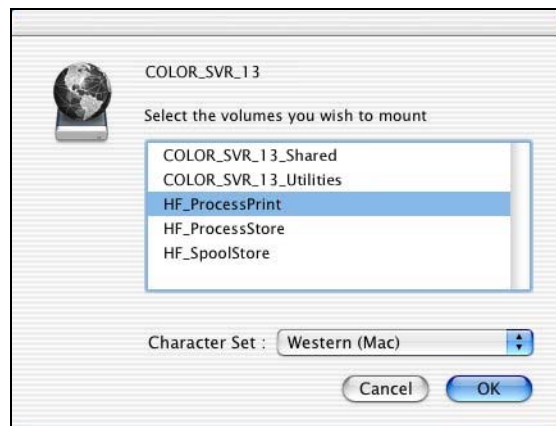 COLOR_SVR_13
Select the volumes you wish to mount
COLOR_SVR_13_Shared
COLOR_SVR_13_Utilities
HF_ProcessPrint
HF_ProcessStore
HF_SpoolStore
Character Set : Western (Mac)
Cancel OK